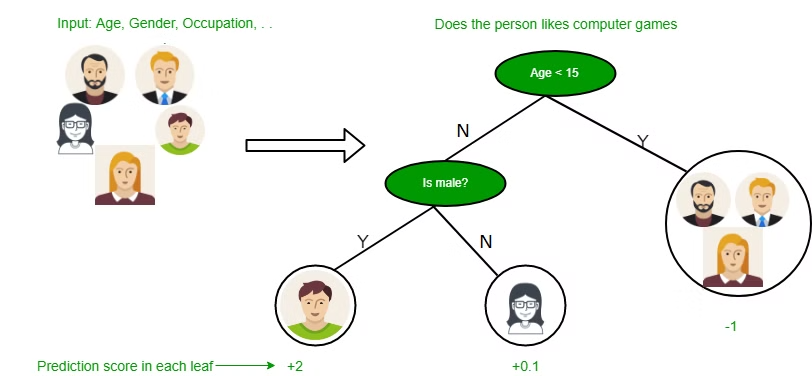 Input: Age, Gender, Occupation, . .
Does the person likes computer games
Age < 15
N
Y
Is male?
Y
N
-1
Prediction score in each leaf
+2
+0.1